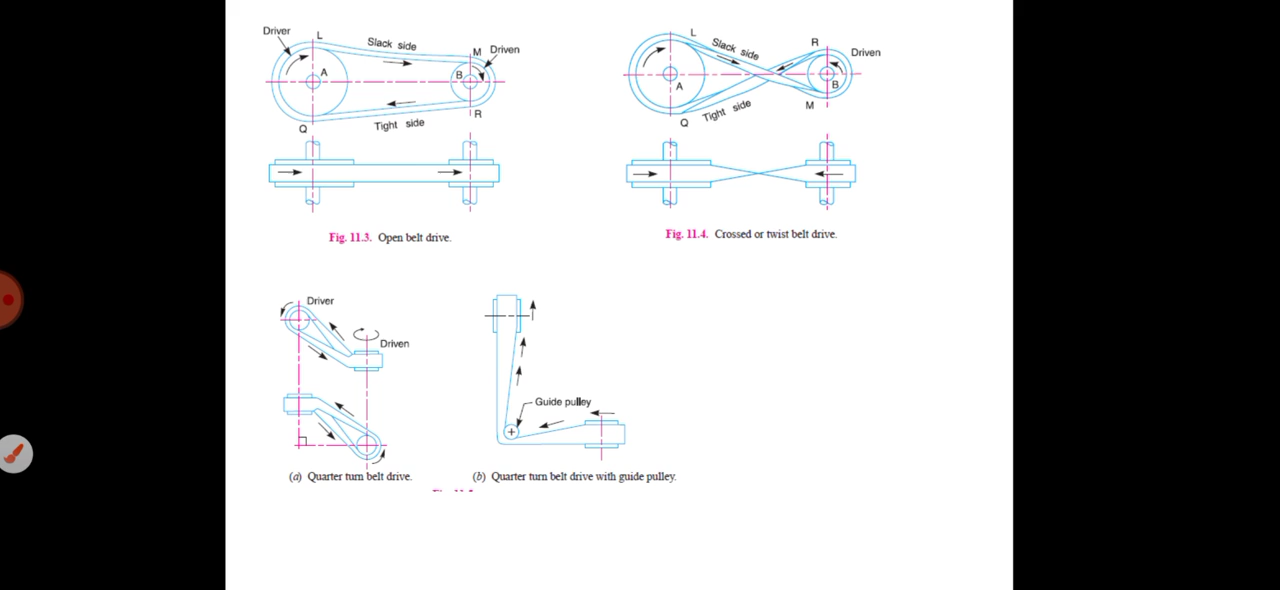 Driver
L
Slack side
M Driven
A
B
Q
Tight side
R
Fig. 11.3. Open belt drive.
L
Slack side
R
Driven
A
B
Q
Tight side
M
Fig. 11.4. Crossed or twist belt drive.
Driver
Driven
(a) Quarter turn belt drive.
Guide pulley
(b) Quarter turn belt drive with guide pulley.